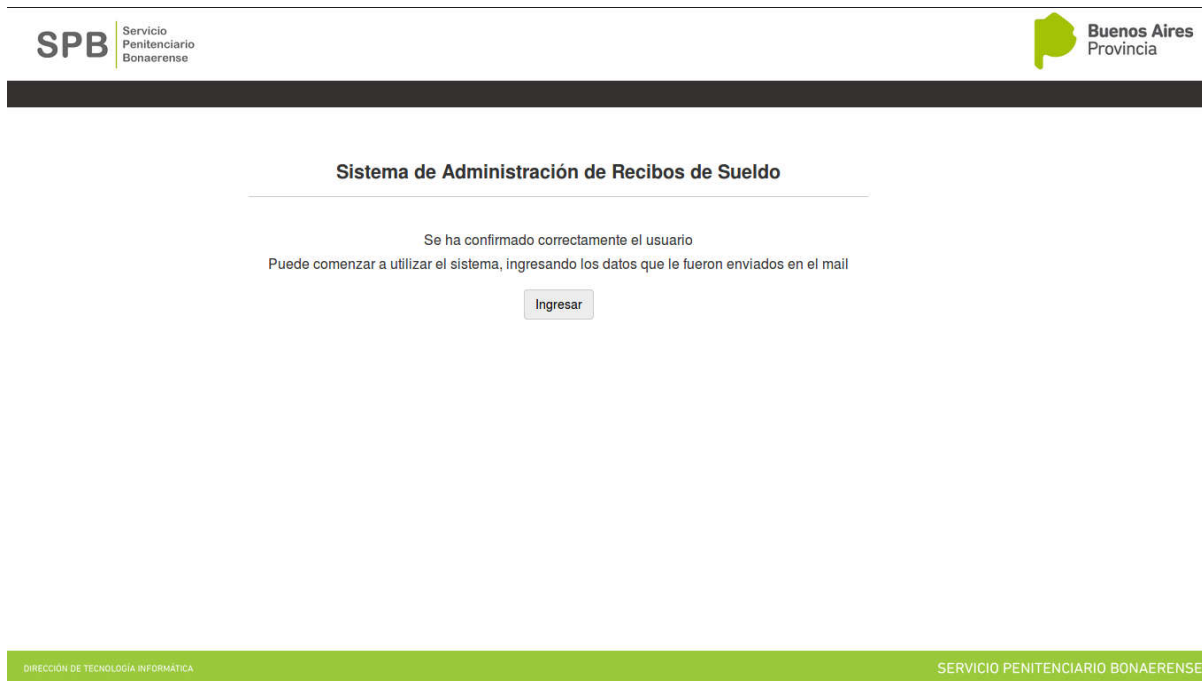 SPB
Servicio
Penitenciario
Bonaerense
Buenos Aires
Provincia
Sistema de Administración de Recibos de Sueldo
Se ha confirmado correctamente el usuario
Puede comenzar a utilizar el sistema, ingresando los datos que le fueron enviados en el mail
Ingresar
DIRECCIÓN DE TECNOLOGÍA INFORMÁTICA
SERVICIO PENITENCIARIO BONAERENSE